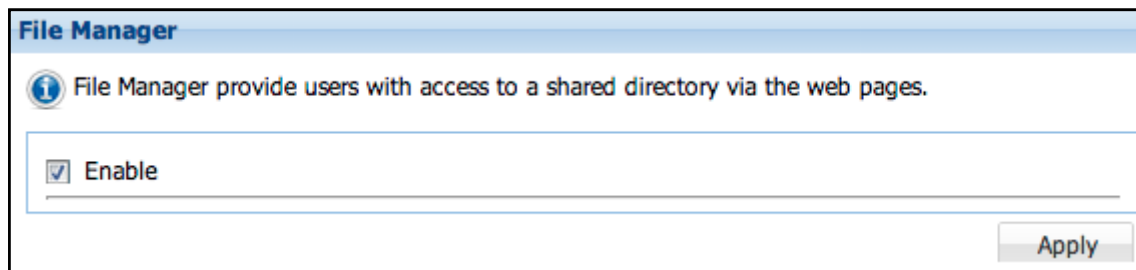 File Manager
File Manager provide users with access to a shared directory via the web pages.
Enable
Apply